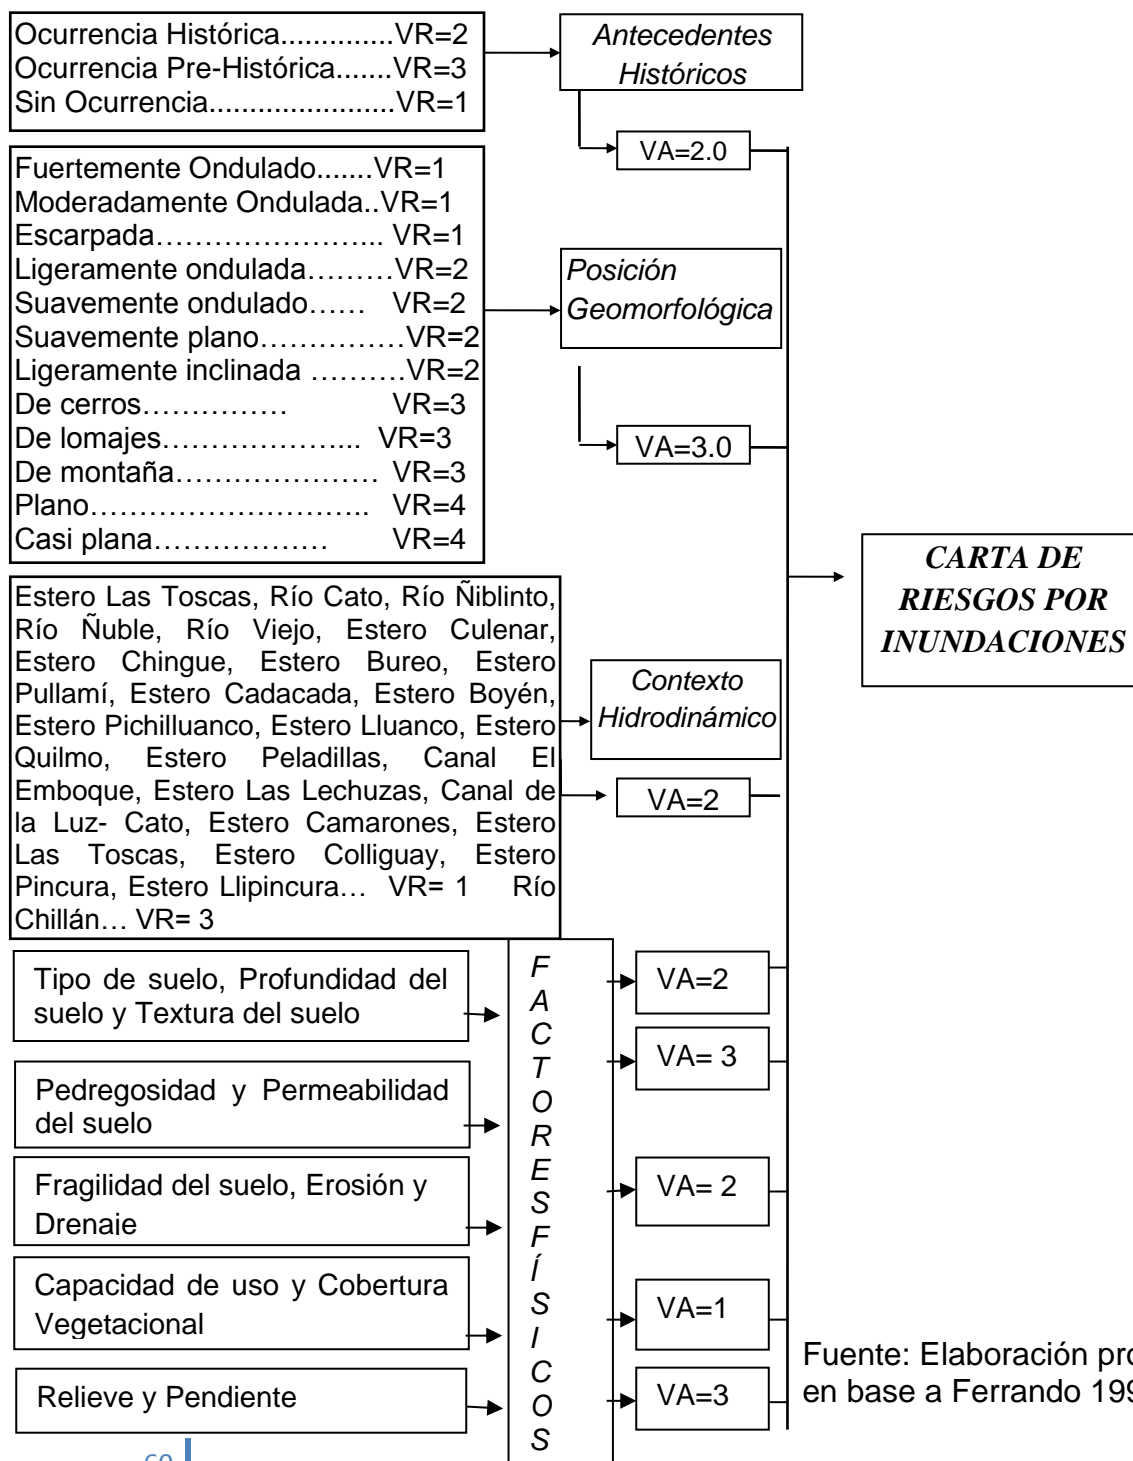 Ocurrencia Histórica..............VR=2
Ocurrencia Pre-Histórica.......VR=3
Sin Ocurrencia.......................VR=1
Antecedentes
Históricos
VA=2.0
Fuertemente Ondulado.......VR=1
Moderadamente Ondulada..VR=1
Escarpada…………………... VR=1
Ligeramente ondulada………VR=2
Suavemente ondulado…… VR=2
Suavemente plano……………VR=2
Ligeramente inclinada ……….VR=2
De cerros…………… VR=3
De lomajes………………... VR=3
De montaña………………… VR=3
Plano……………………….. VR=4
Casi plana……………… VR=4
Posición
Geomorfológica
VA=3.0
CARTA DE
RIESGOS POR
INUNDACIONES
Estero Las Toscas, Río Cato, Río Ñiblinto,
Río Ñuble, Río Viejo, Estero Culenar,
Estero Chingue, Estero Bureo, Estero
Pullamí, Estero Cadacada, Estero Boyén,
Estero Pichilluanco, Estero Lluanco, Estero
Quilmo, Estero Peladillas, Canal El
Emboque, Estero Las Lechuzas, Canal de
la Luz- Cato, Estero Camarones, Estero
Las Toscas, Estero Colliguay, Estero
Pincura, Estero Llipincura… VR= 1 Río
Chillán… VR= 3
Contexto
Hidrodinámico
VA=2
Tipo de suelo, Profundidad del
suelo y Textura del suelo
Pedregosidad y Permeabilidad
del suelo
Fragilidad del suelo, Erosión y
Drenaje
Capacidad de uso y Cobertura
Vegetacional
Relieve y Pendiente
F
A
C
T
O
R
E
S
F
Í
S
I
C
O
S
VA=2
VA= 3
VA= 2
VA=1
VA=3
Fuente: Elaboración
en base a Ferrando